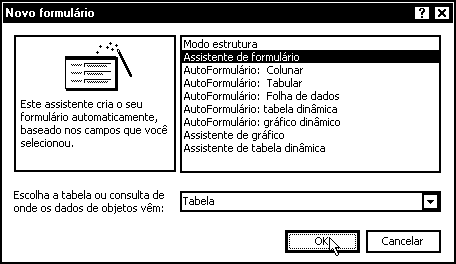 Novo formulário
Este assistente cria o seu
formulário automaticamente,
baseado nos campos que você
selecionou.
Modo estrutura
Assistente de formulário
AutoFormulário: Colunar
AutoFormulário: Tabular
AutoFormulário: Folha de dados
AutoFormulário: tabela dinâmica
AutoFormulário: gráfico dinâmico
Assistente de gráfico
Assistente de tabela dinâmica
Escolha a tabela ou consulta de
onde os dados de objetos vêm:
Tabela
OK
Cancelar